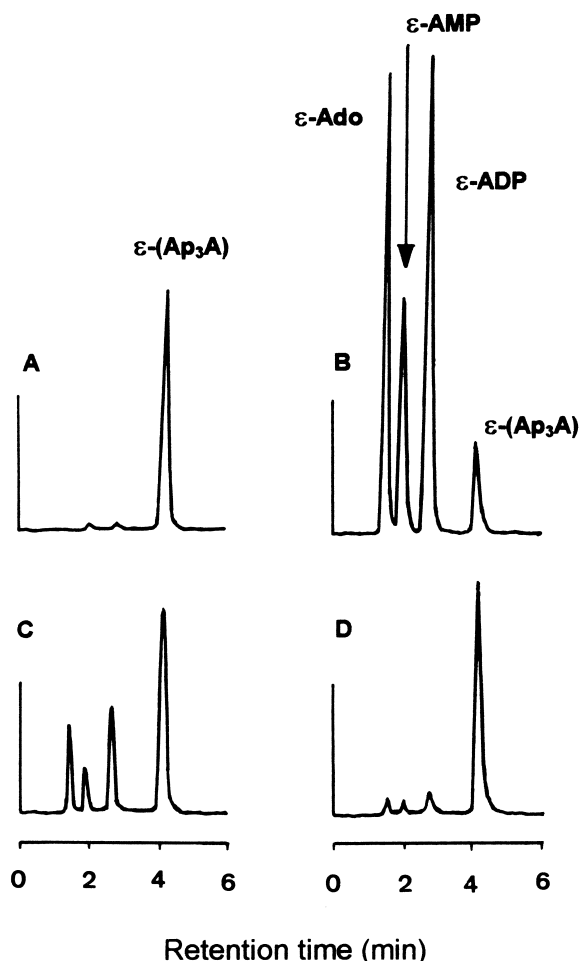 ε-AMP
ε-Ado
ε-ADP
ε-(Ap₃A)
A
B
ε-(Ap₃A)
C
D
0 2 4 6
0 2 4 6
Retention time (min)